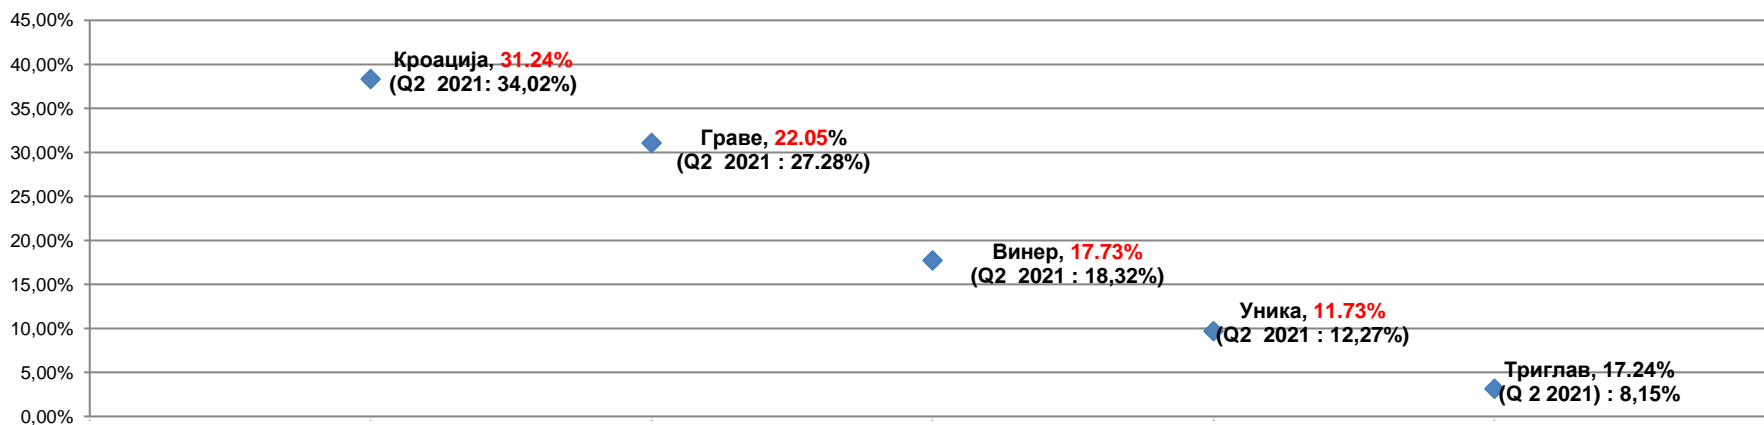 45,00%
40,00%
35,00%
30,00%
25,00%
20,00%
15,00%
10,00%
5,00%
0,00%
Кроација, 31.24%
(Q2 2021: 34,02%)
Граве, 22.05%
(Q2 2021 : 27.28%)
Винер, 17.73%
(Q2 2021 : 18,32%)
Уника, 11.73%
(Q2 2021 : 12,27%)
Триглав, 17.24%
(Q 2 2021) : 8,15%